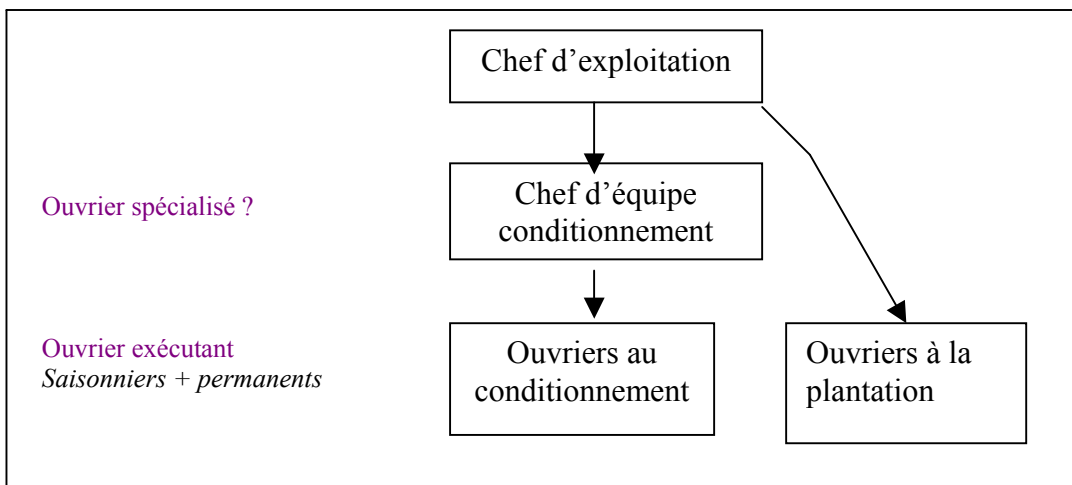 Chef d’exploitation
Ouvrier spécialisé ?
Chef d’équipe
conditionnement
Ouvrier exécutant
Saisonniers + permanents
Ouvriers au
conditionnement
Ouvriers à la
plantation